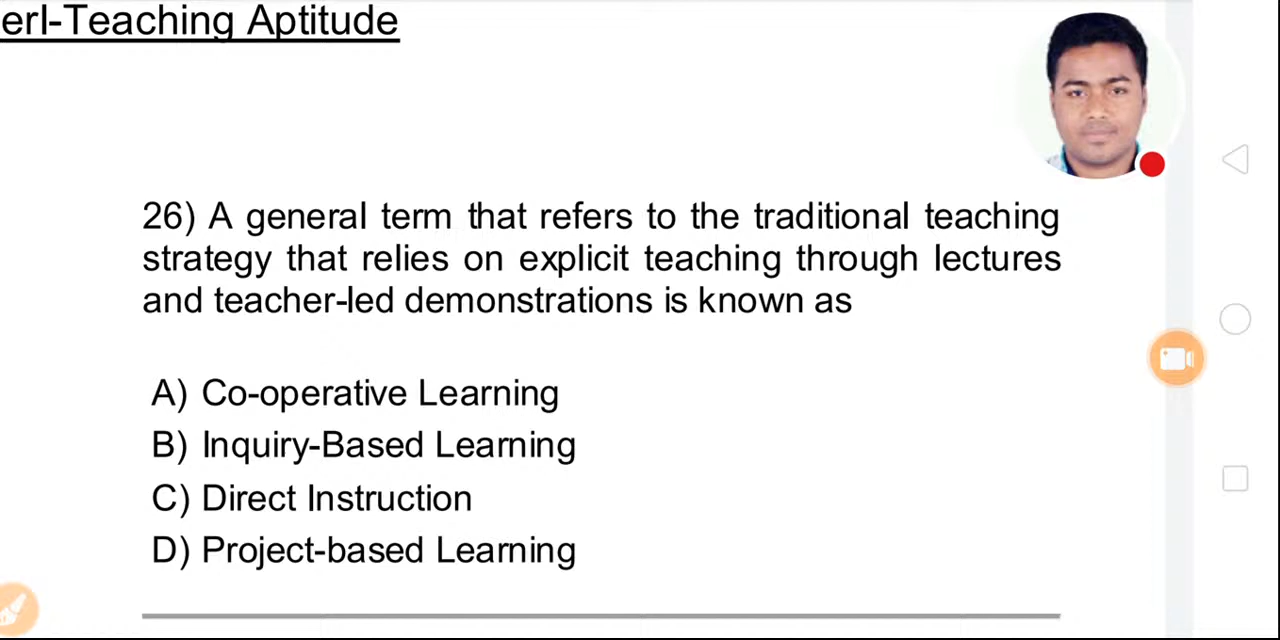 erI-Teaching Aptitude
26) A general term that refers to the traditional teaching
strategy that relies on explicit teaching through lectures
and teacher-led demonstrations is known as
A) Co-operative Learning
B) Inquiry-Based Learning
C) Direct Instruction
D) Project-based Learning